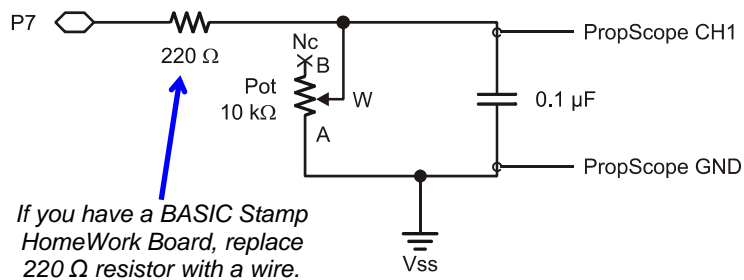 P7
220 Ω
Nc
B
Pot
10 kΩ
W
A
PropScope CH1
0.1 µF
PropScope GND
Vss
If you have a BASIC Stamp
HomeWork Board, replace
220 Ω resistor with a wire.